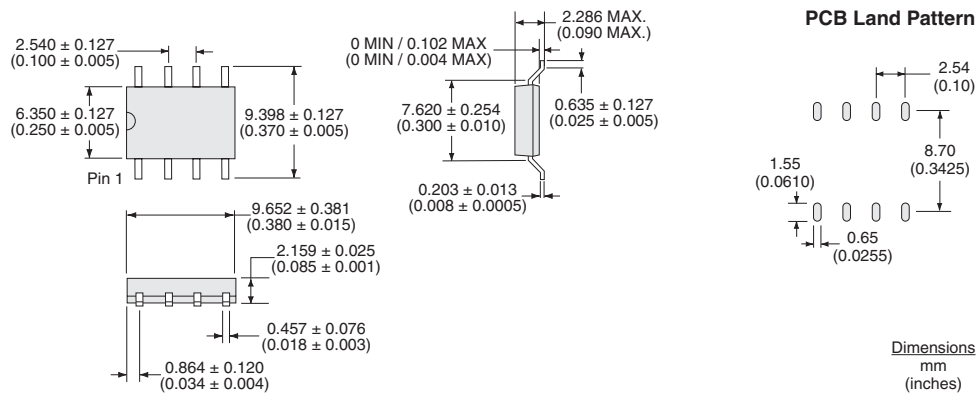 2.540 ± 0.127
(0.100 ± 0.005)
6.350 ± 0.127
(0.250 ± 0.005)
9.398 ± 0.127
(0.370 ± 0.005)
Pin 1
9.652 ± 0.381
(0.380 ± 0.015)
2.159 ± 0.025
(0.085 ± 0.001)
0.457 ± 0.076
(0.018 ± 0.003)
0.864 ± 0.120
(0.034 ± 0.004)
2.286 MAX.
(0.090 MAX.)
0 MIN / 0.102 MAX
(0 MIN / 0.004 MAX)
7.620 ± 0.254
(0.300 ± 0.010)
0.635 ± 0.127
(0.025 ± 0.005)
0.203 ± 0.013
(0.008 ± 0.0005)
PCB Land Pattern
2.54
(0.10)
8.70
(0.3425)
1.55
(0.0610)
0.65
(0.0255)
Dimensions
mm
(inches)